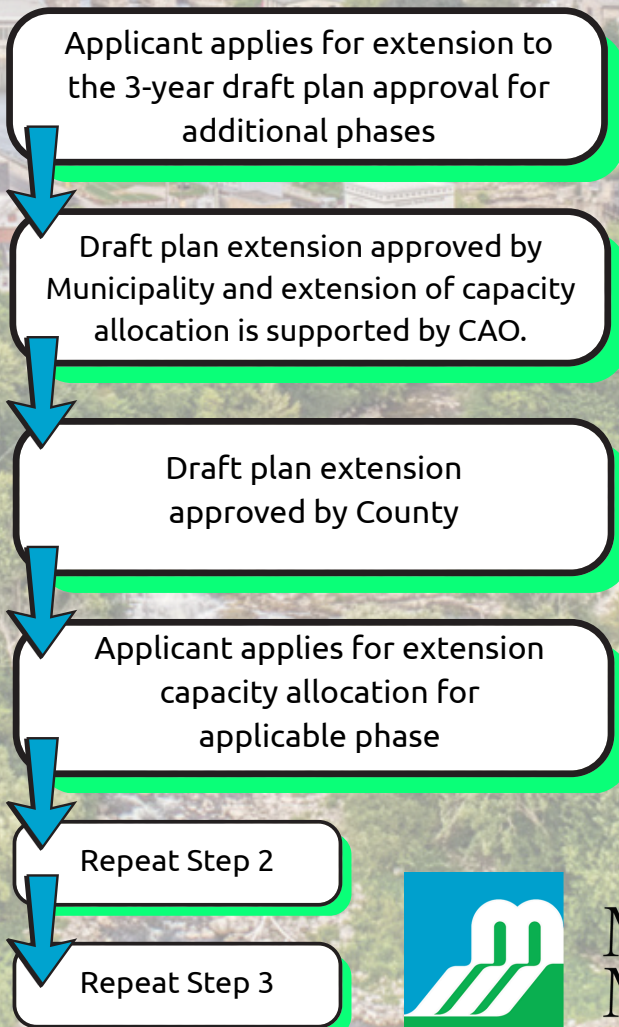 Applicant applies for extension to
the 3-year draft plan approval for
additional phases
Draft plan extension approved by
Municipality and extension of capacity
allocation is supported by CAO.
Draft plan extension
approved by County
Applicant applies for extension
capacity allocation for
applicable phase
Repeat Step 2
Repeat Step 3